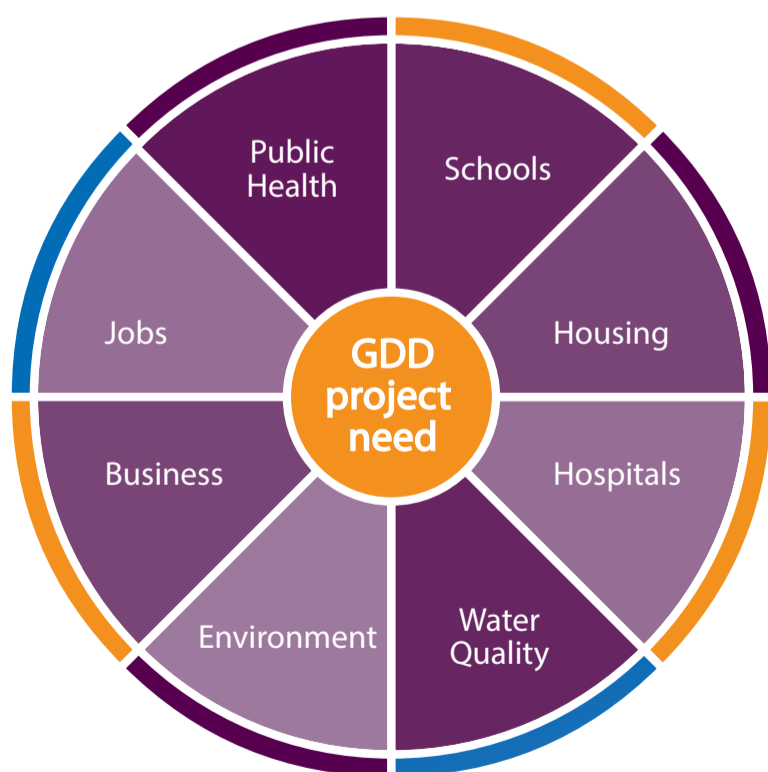 Public
Health
Schools
Jobs
Housing
GDD
project
need
Business
Hospitals
Environment
Water
Quality